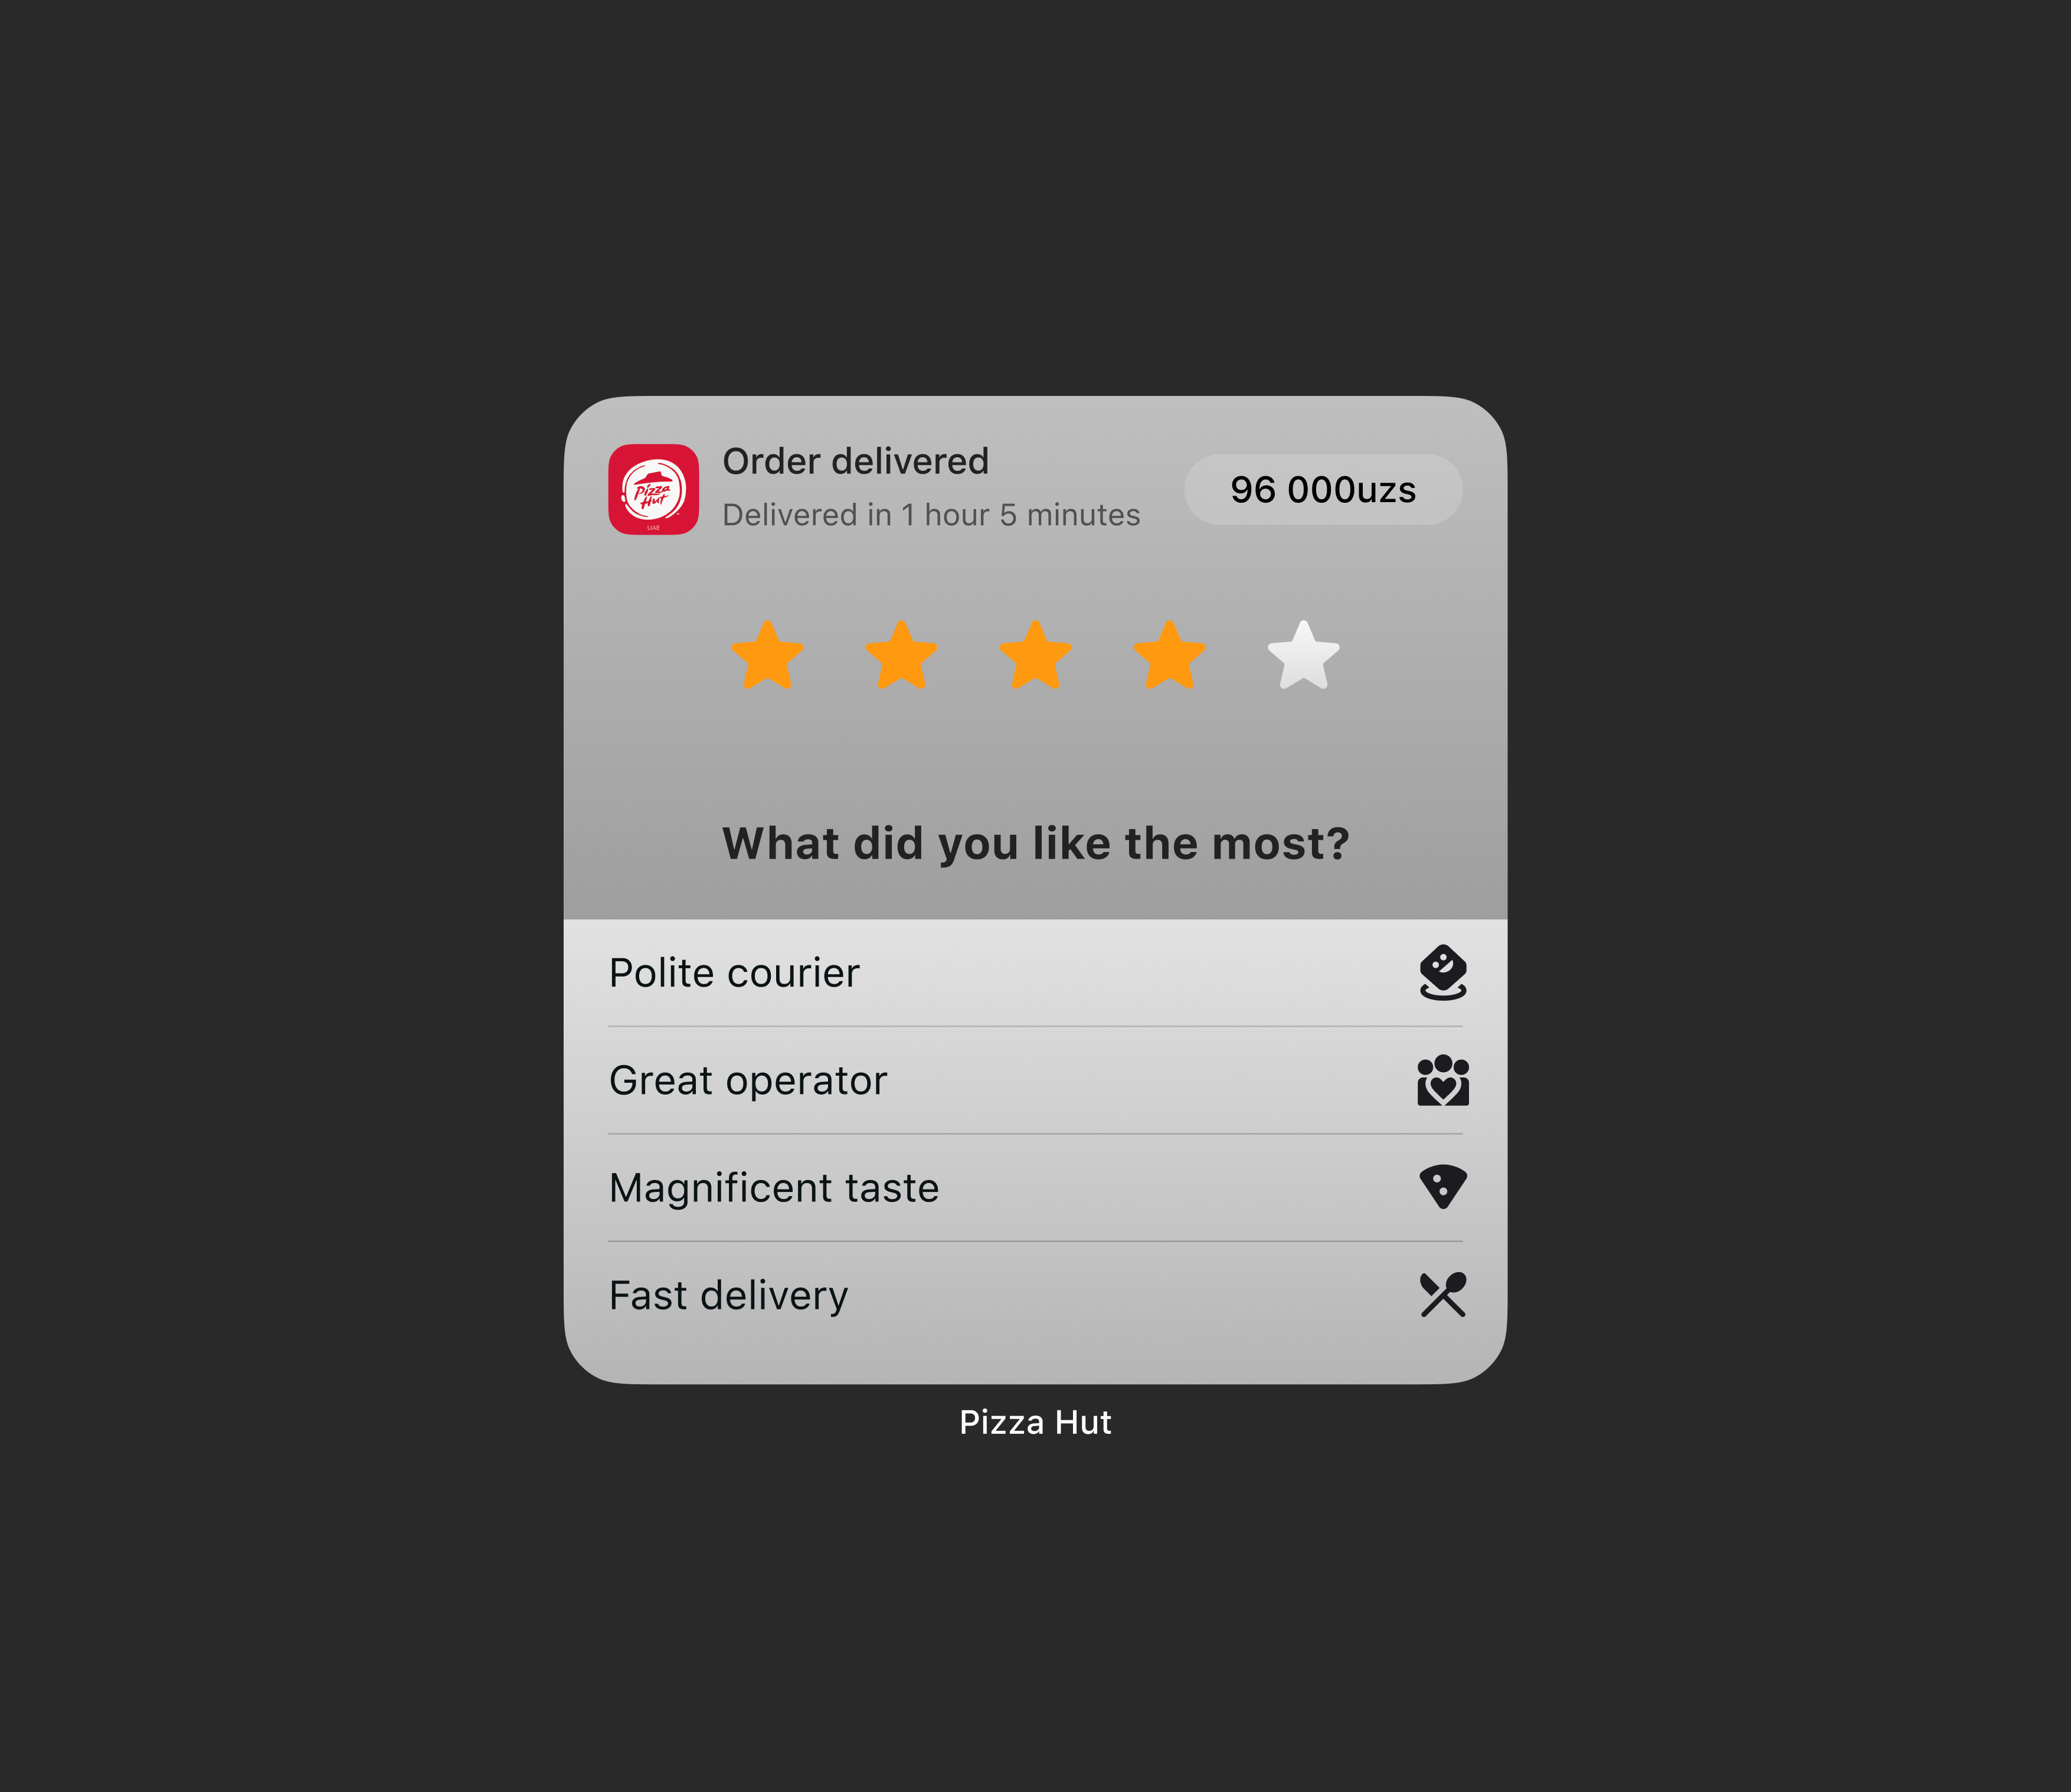 Pizza
Hut
UAE
Order delivered
Delivered in 1 hour 5 minutes
96 000uzs
What did you like the most?
Polite courier
Great operator
Magnificent taste
Fast delivery
Pizza Hut